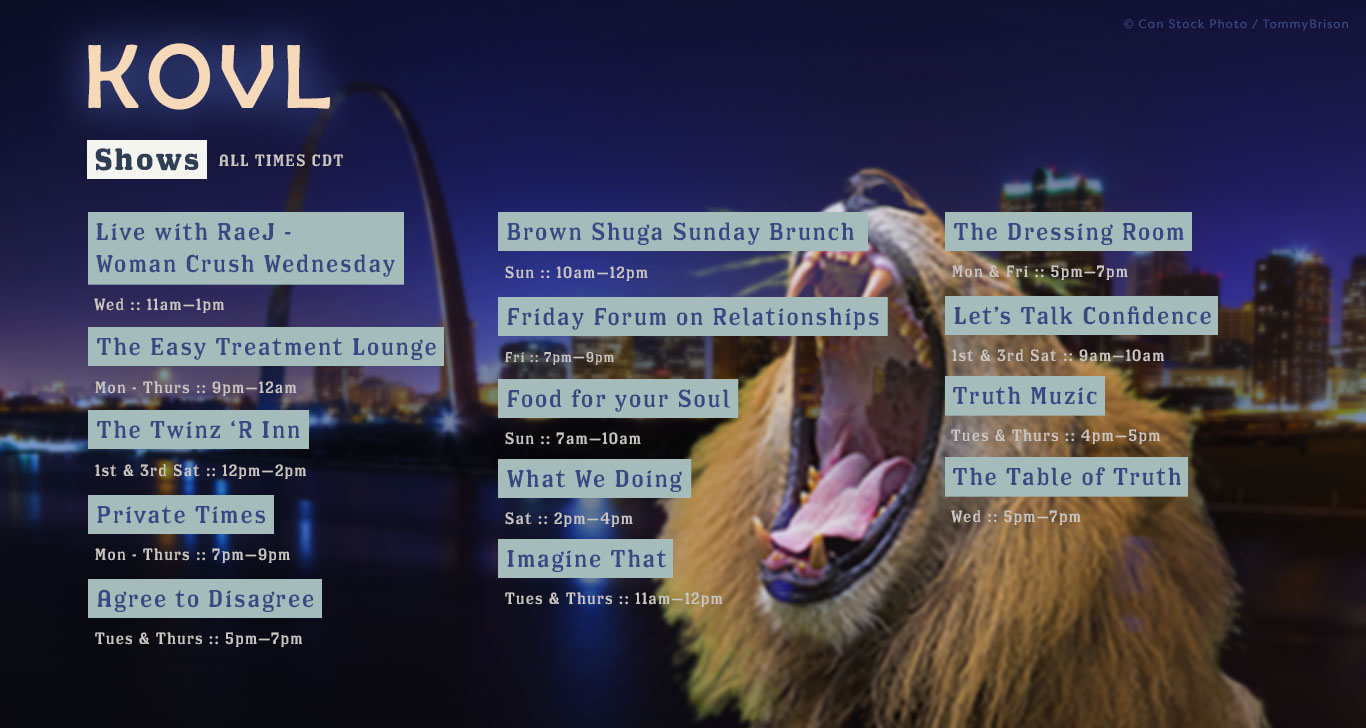 © Can Stock Photo / TommyBrison
KOVL
Shows
ALL TIMES CDT
Live with RaeJ -
Woman Crush Wednesday
Wed :: 11am—1pm
The Easy Treatment Lounge
Mon - Thurs :: 9pm—12am
The Twinz ‘R Inn
1st & 3rd Sat :: 12pm—2pm
Private Times
Mon - Thurs :: 7pm—9pm
Agree to Disagree
Tues & Thurs :: 5pm—7pm
Brown Shuga Sunday Brunch
Sun :: 10am—12pm
Friday Forum on Relationships
Fri :: 7pm—9pm
Food for your Soul
Sun :: 7am—10am
What We Doing
Sat :: 2pm—4pm
Imagine That
Tues & Thurs :: 11am—12pm
The Dressing Room
Mon & Fri :: 5pm—7pm
Let’s Talk Confidence
1st & 3rd Sat :: 9am—10am
Truth Muzic
Tues & Thurs :: 4pm—5pm
The Table of Truth
Wed :: 5pm—7pm